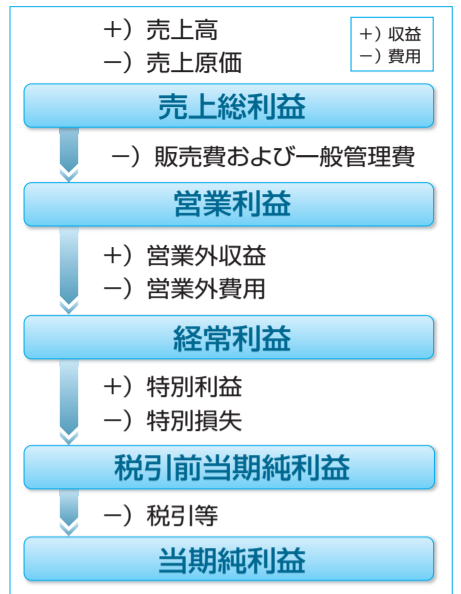 +）売上高
−）売上原価
+）収益
−）費用
売上総利益
−）販売費および一般管理費
営業利益
+）営業外収益
−）営業外費用
経常利益
+）特別利益
−）特別損失
税引前当期純利益
−）税引等
当期純利益